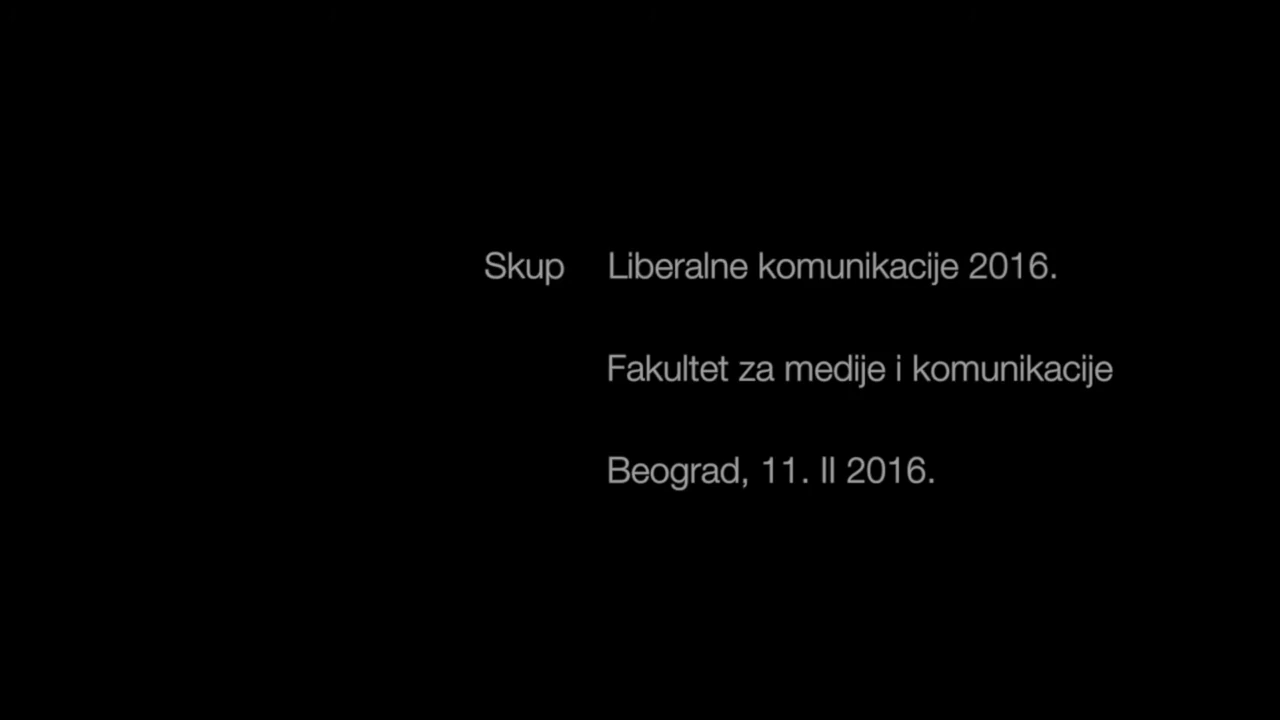 Skup Liberalne komunikacije 2016.
Fakultet za medije i komunikacije
Beograd, 11. II 2016.